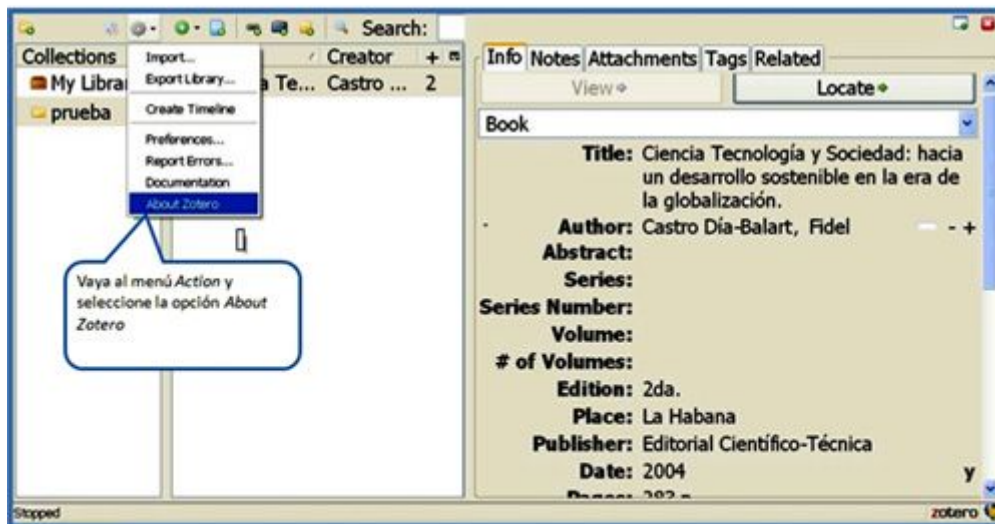 Search:
Collections
Creator
+
My Librar
a Te... Castro ... 2
prueba
Import...
Export Library...
Create Timeline
Preferences...
Report Errors...
Documentation
About Zotero
Vaya al menú Action y
seleccione la opción About
Zotero
Info Notes Attachments Tags Related
View
Locate
Book
Title: Ciencia Tecnología y Sociedad: hacia
un desarrollo sostenible en la era de
la globalización.
Author: Castro Día-Balart, Fidel - +
Abstract:
Series:
Series Number:
Volume:
# of Volumes:
Edition: 2da.
Place: La Habana
Publisher: Editorial Científico-Técnica
Date: 2004 y
Pages: 283 p.
Stopped
zotero